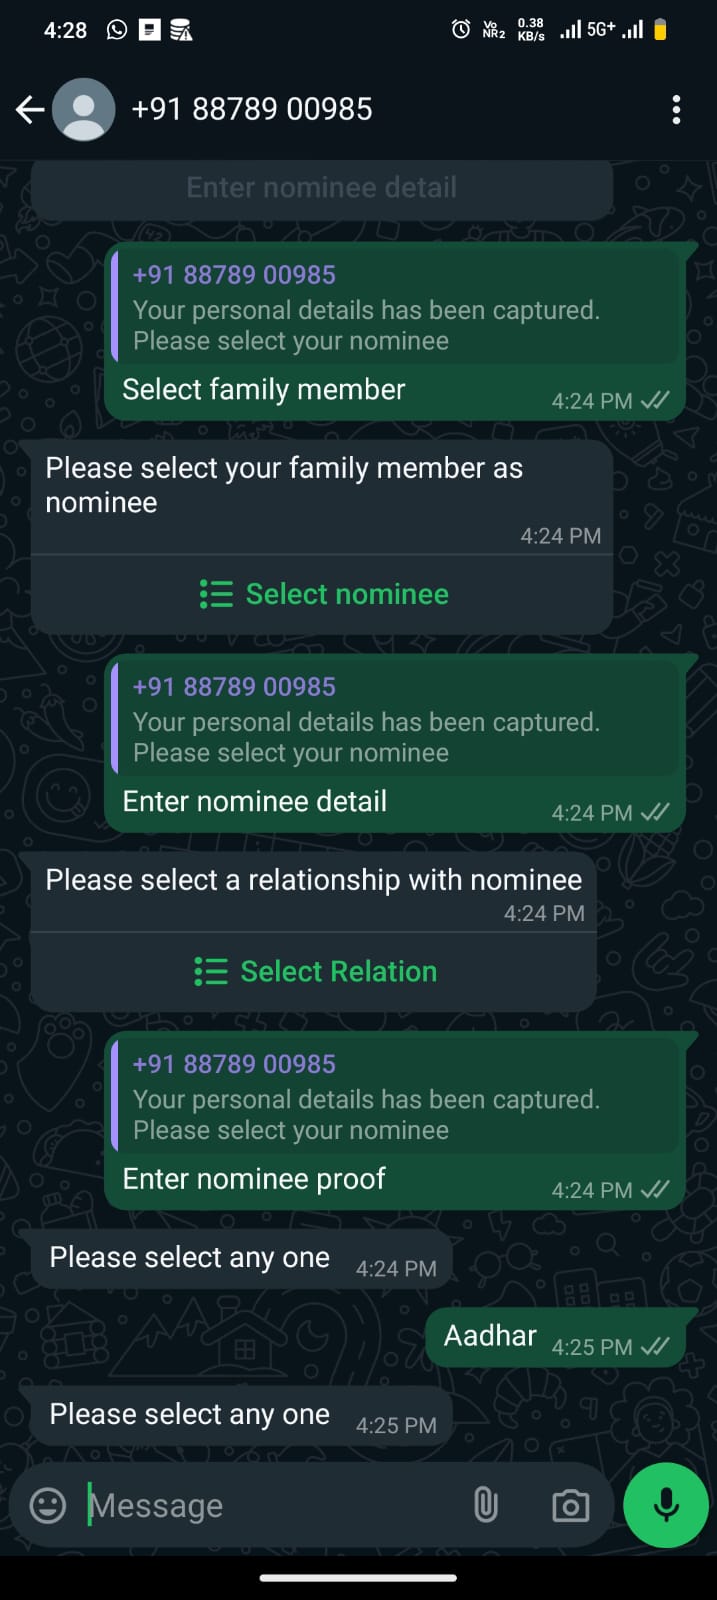 4:28
Vo
NR2
0.38
KB/s
5G+
+91 88789 00985
Enter nominee detail
+91 88789 00985
Your personal details has been captured.
Please select your nominee
Select family member
4:24 PM
Please select your family member as
nominee
4:24 PM
Select nominee
+91 88789 00985
Your personal details has been captured.
Please select your nominee
Enter nominee detail
4:24 PM
Please select a relationship with nominee
4:24 PM
Select Relation
+91 88789 00985
Your personal details has been captured.
Please select your nominee
Enter nominee proof
4:24 PM
Please select any one
4:24 PM
Aadhar
4:25 PM
Please select any one
4:25 PM
Message